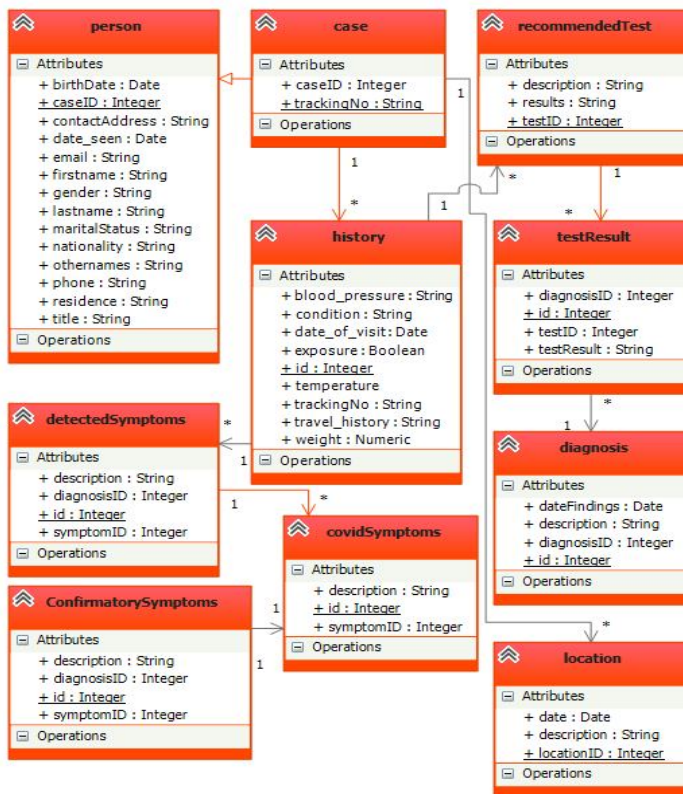 person
Attributes
+ birthDate : Date
+ caseID : Integer
+ contactAddress : String
+ date_seen : Date
+ email : String
+ firstname : String
+ gender : String
+ lastname : String
+ maritalStatus : String
+ nationality : String
+ othernames : String
+ phone : String
+ residence : String
+ title : String
Operations
case
Attributes
+ caseID : Integer
+ trackingNo : String
Operations
1
*
1
*
recommendedTest
Attributes
+ description : String
+ results : String
+ testID : Integer
Operations
1
*
1
*
history
Attributes
+ blood_pressure : String
+ condition : String
+ date_of_visit : Date
+ exposure : Boolean
+ id : Integer
+ temperature
+ trackingNo : String
+ travel_history : String
+ weight : Numeric
Operations
testResult
Attributes
+ diagnosisID : Integer
+ id : Integer
+ testID : Integer
+ testResult : String
Operations
*
1
*
1
detectedSymptoms
Attributes
+ description : String
+ diagnosisID : Integer
+ id : Integer
+ symptomID : Integer
Operations
1
*
diagnosis
Attributes
+ dateFindings : Date
+ description : String
+ diagnosisID : Integer
+ id : Integer
Operations
covidSymptoms
Attributes
+ description : String
+ id : Integer
+ symptomID : Integer
Operations
ConfirmatorySymptoms
Attributes
+ description : String
+ diagnosisID : Integer
+ id : Integer
+ symptomID : Integer
Operations
1
1
location
Attributes
+ date : Date
+ description : String
+ locationID : Integer
Operations